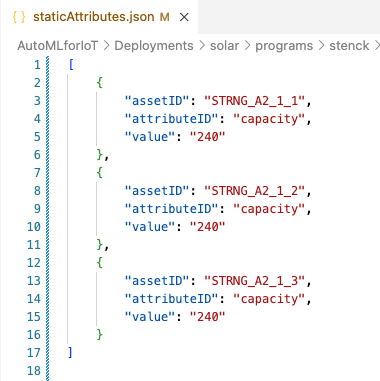 { } staticAttributes.json M ×
AutoMLforIoT > Deployments > solar > programs > stenck
1 [
2 {
3 "assetID": "STRNG_A2_1_1",
4 "attributeID": "capacity",
5 "value": "240"
6 },
7 {
8 "assetID": "STRNG_A2_1_2",
9 "attributeID": "capacity",
10 "value": "240"
11 },
12 {
13 "assetID": "STRNG_A2_1_3",
14 "attributeID": "capacity",
15 "value": "240"
16 }
17 ]
18